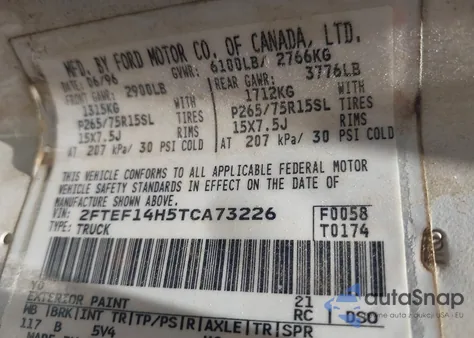 MFD. BY FORD MOTOR CO. OF CANADA, LTD.
DATE: 06/96 GVWR: 6100LB/ 2766KG
FRONT GAWR: 2900LB REAR GAWR: 3776LB
1315KG WITH 1712KG WITH
P265/75R15SL TIRES P265/75R15SL TIRES
15X7.5J RIMS 15X7.5J RIMS
AT 207 kPa/ 30 PSI COLD AT 207 kPa/ 30 PSI COLD
THIS VEHICLE CONFORMS TO ALL APPLICABLE FEDERAL MOTOR
VEHICLE SAFETY STANDARDS IN EFFECT ON THE DATE OF
MANUFACTURE SHOWN ABOVE.
VIN: 2FTEF14H5TCA73226 F0058
TYPE: TRUCK T0174
YO
EXTERIOR PAINT 21 RC DSO
WB BRK INT TR TP/PS R AXLE TR SPR
117 B 5V4
autoSnap